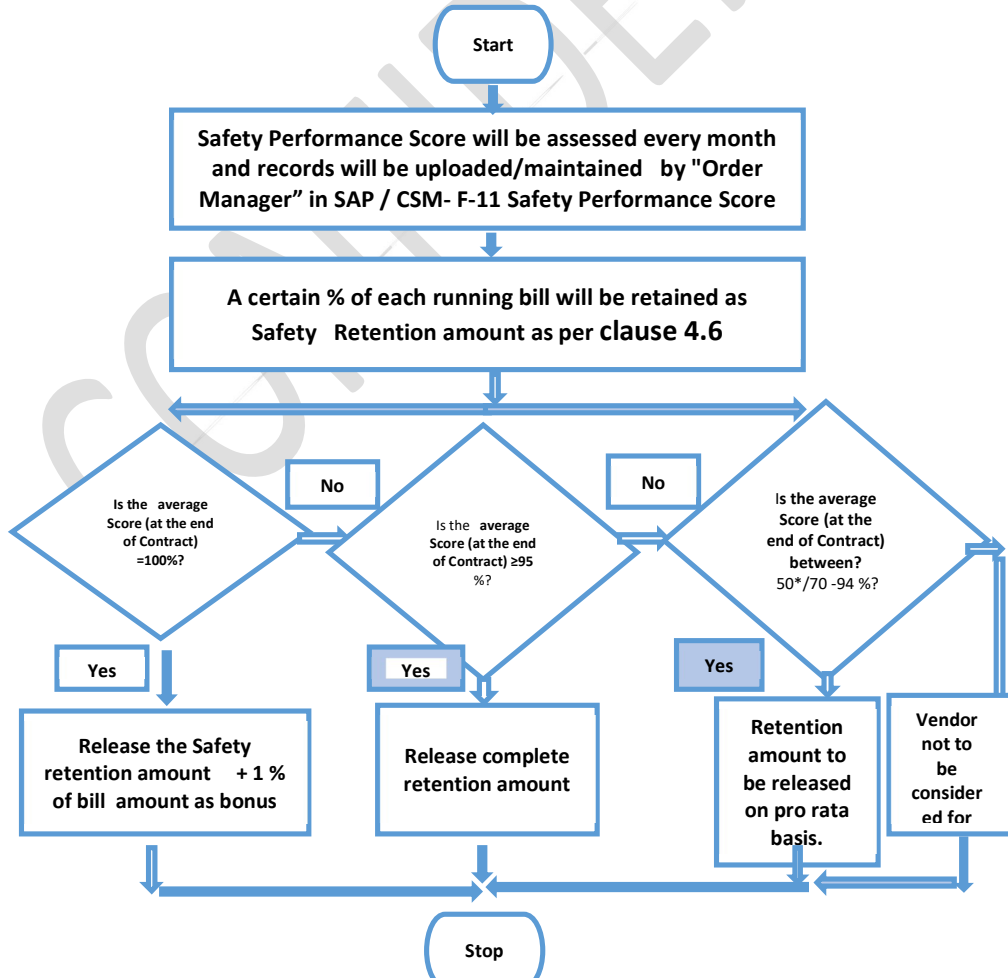 Start
Safety Performance Score will be assessed every month
and records will be uploaded/maintained by "Order
Manager” in SAP / CSM- F-11 Safety Performance Score
A certain % of each running bill will be retained as
Safety Retention amount as per clause 4.6
Is the average
Score (at the end
of Contract)
=100%?
No
Is the average
Score (at the end
of Contract) ≥95
%?
No
Is the average
Score (at the
end of Contract)
between?
50*/70 -94 %?
Yes
Yes
Yes
Release the Safety
retention amount + 1 %
of bill amount as bonus
Release complete
retention amount
Retention
amount to
be released
on pro rata
basis.
Vendor
not to
be
consider
ed for
Stop